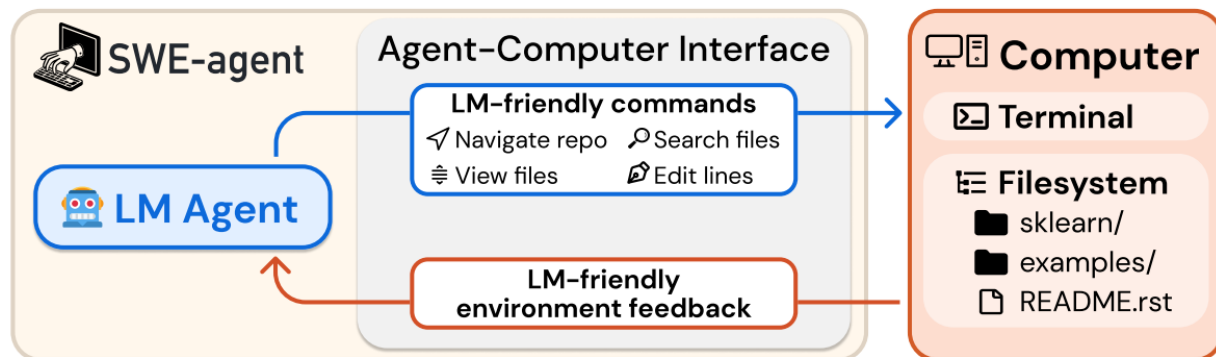 SWE-agent
Agent-Computer Interface
LM-friendly commands
Navigate repo
Search files
View files
Edit lines
LM Agent
LM-friendly
environment feedback
Computer
Terminal
Filesystem
sklearn/
examples/
README.rst